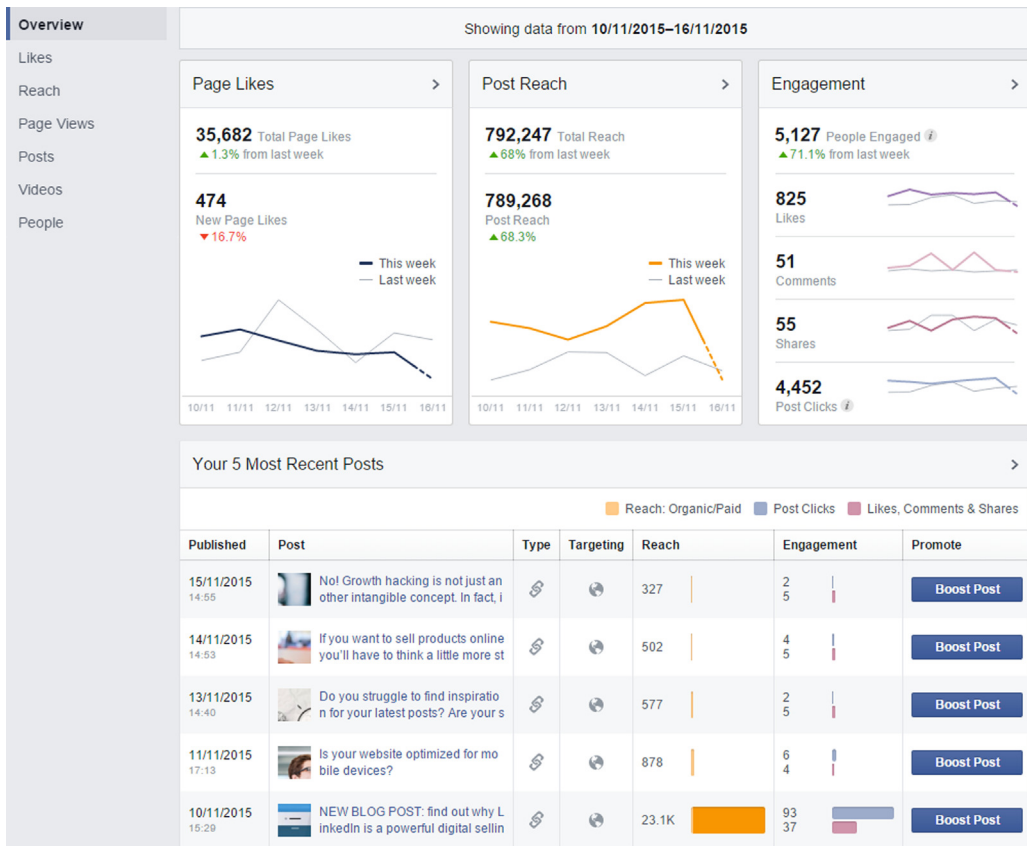 Overview
Likes
Reach
Page Views
Posts
Videos
People
Showing data from 10/11/2015–16/11/2015
Page Likes
35,682 Total Page Likes
1.3% from last week
474
New Page Likes
16.7%
This week
Last week
10/11 11/11 12/11 13/11 14/11 15/11 16/11
Post Reach
792,247 Total Reach
68% from last week
789,268
Post Reach
68.3%
This week
Last week
10/11 11/11 12/11 13/11 14/11 15/11 16/11
Engagement
5,127 People Engaged i
71.1% from last week
825
Likes
51
Comments
55
Shares
4,452
Post Clicks i
Your 5 Most Recent Posts
Reach: Organic/Paid Post Clicks Likes, Comments & Shares
Published Post Type Targeting Reach Engagement Promote
15/11/2015
14:55
No! Growth hacking is not just an
other intangible concept. In fact, i
327
2
5
Boost Post
14/11/2015
14:53
If you want to sell products online
you'll have to think a little more st
502
4
5
Boost Post
13/11/2015
14:40
Do you struggle to find inspiratio
n for your latest posts? Are your s
577
2
5
Boost Post
11/11/2015
17:13
Is your website optimized for mo
bile devices?
878
6
4
Boost Post
10/11/2015
15:29
NEW BLOG POST: find out why L
inkedIn is a powerful digital sellin
23.1K
93
37
Boost Post